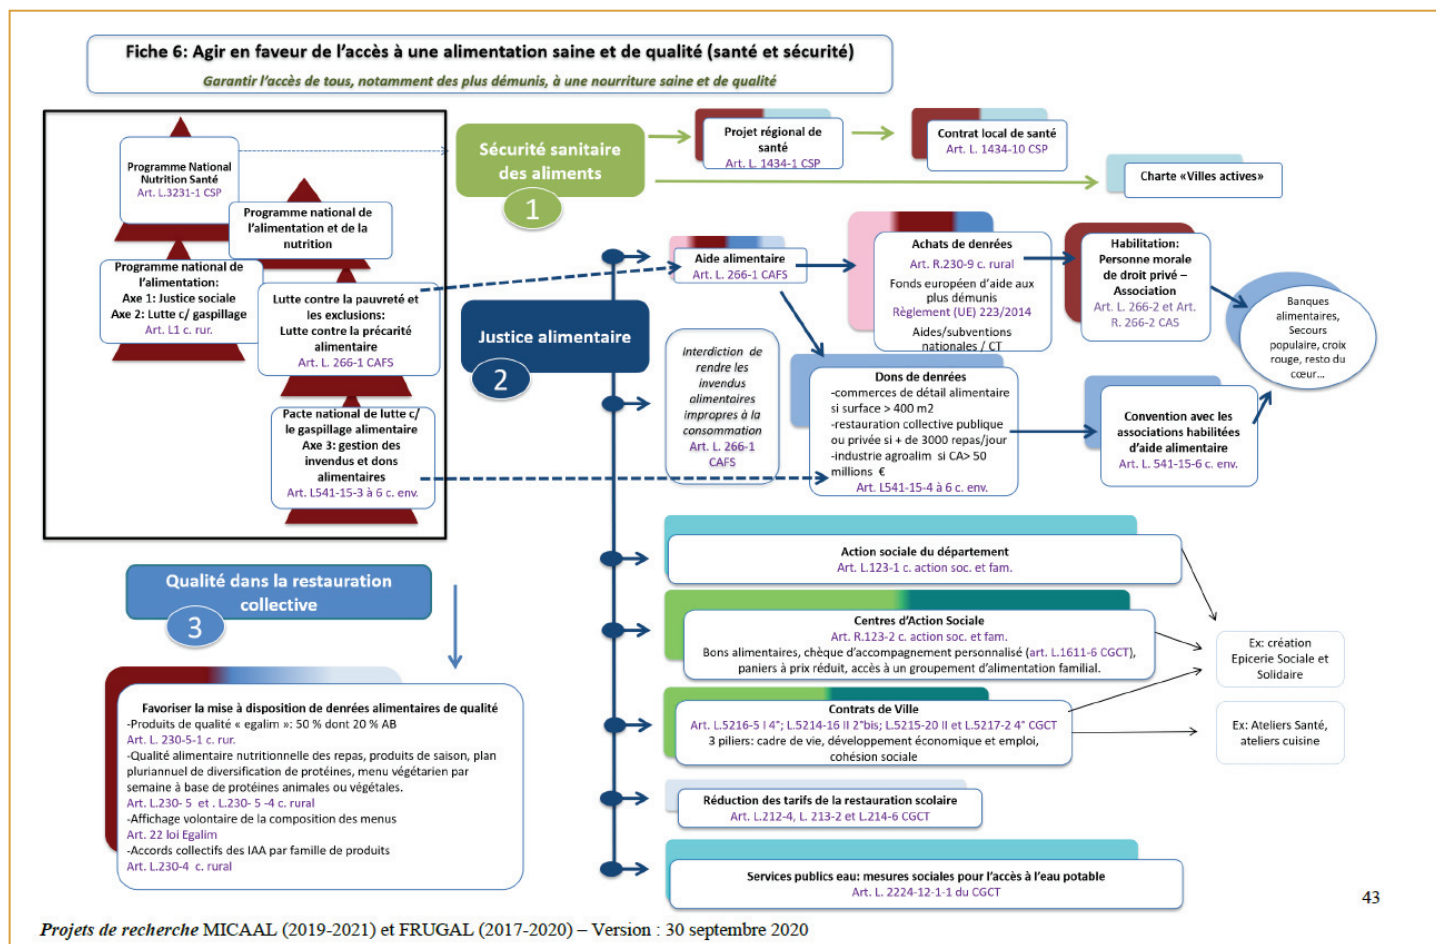 Fiche 6: Agir en faveur de l'accès à une alimentation saine et de qualité (santé et sécurité)
Garantir l'accès de tous, notamment des plus démunis, à une nourriture saine et de qualité
Programme National
Nutrition Santé
Art. L.3231-1 CSP
Programme national de
l'alimentation et de la
nutrition
Programme national de
l'alimentation:
Axe 1: Justice sociale
Axe 2: Lutte c/ gaspillage
Art. L1 c. rur.
Lutte contre la pauvreté et
les exclusions:
Lutte contre la précarité
alimentaire
Art. L. 266-1 CAFS
Pacte national de lutte c/
le gaspillage alimentaire
Axe 3: gestion des
invendus et dons
alimentaires
Art. L541-15-3 à 6 c. env.
Sécurité sanitaire
des aliments
1
Projet régional de
santé
Art. L. 1434-1 CSP
Contrat local de santé
Art. L. 1434-10 CSP
Charte «Villes actives»
Justice alimentaire
2
Aide alimentaire
Art. L. 266-1 CAFS
Achats de denrées
Art. R.230-9 c. rural
Fonds européen d'aide aux
plus démunis
Règlement (UE) 223/2014
Aides/subventions
nationales / CT
Habilitation:
Personne morale
de droit privé –
Association
Art. L. 266-2 et Art.
R. 266-2 CAS
Banques
alimentaires,
Secours
populaire, croix
rouge, resto du
cœur...
Interdiction de
rendre les
invendus
alimentaires
impropres à la
consommation
Art. L. 266-1
CAFS
Dons de denrées
-commerces de détail alimentaire
si surface > 400 m2
-restauration collective publique
ou privée si + de 3000 repas/jour
-industrie agroalim si CA> 50
millions €
Art. L541-15-4 à 6 c. env.
Convention avec les
associations habilitées
d'aide alimentaire
Art. L. 541-15-6 c. env.
Action sociale du département
Art. L.123-1 c. action soc. et fam.
Centres d'Action Sociale
Art. R.123-2 c. action soc. et fam.
Bons alimentaires, chèque d'accompagnement personnalisé (art. L.1611-6 CGCT),
paniers à prix réduit, accès à un groupement d'alimentation familial.
Contrats de Ville
Art. L.5216-5 I 4°; L.5214-16 II 2°bis; L.5215-20 II et L.5217-2 4° CGCT
3 piliers: cadre de vie, développement économique et emploi,
cohésion sociale
Ex: création
Epicerie Sociale et
Solidaire
Ex: Ateliers Santé,
ateliers cuisine
Réduction des tarifs de la restauration scolaire
Art. L.212-4, L. 213-2 et L.214-6 CGCT
Services publics eau: mesures sociales pour l'accès à l'eau potable
Art. L. 2224-12-1-1 du CGCT
Qualité dans la restauration
collective
3
Favoriser la mise à disposition de denrées alimentaires de qualité
-Produits de qualité « egalim »: 50 % dont 20 % AB
Art. L. 230-5-1 c. rur.
-Qualité alimentaire nutritionnelle des repas, produits de saison, plan
pluriannuel de diversification de protéines, menu végétarien par
semaine à base de protéines animales ou végétales.
Art. L.230- 5 et . L.230- 5 -4 c. rural
-Affichage volontaire de la composition des menus
Art. 22 loi Egalim
-Accords collectifs des IAA par famille de produits
Art. L.230-4 c. rural
43
Projets de recherche MICAAL (2019-2021) et FRUGAL (2017-2020) – Version : 30 septembre 2020